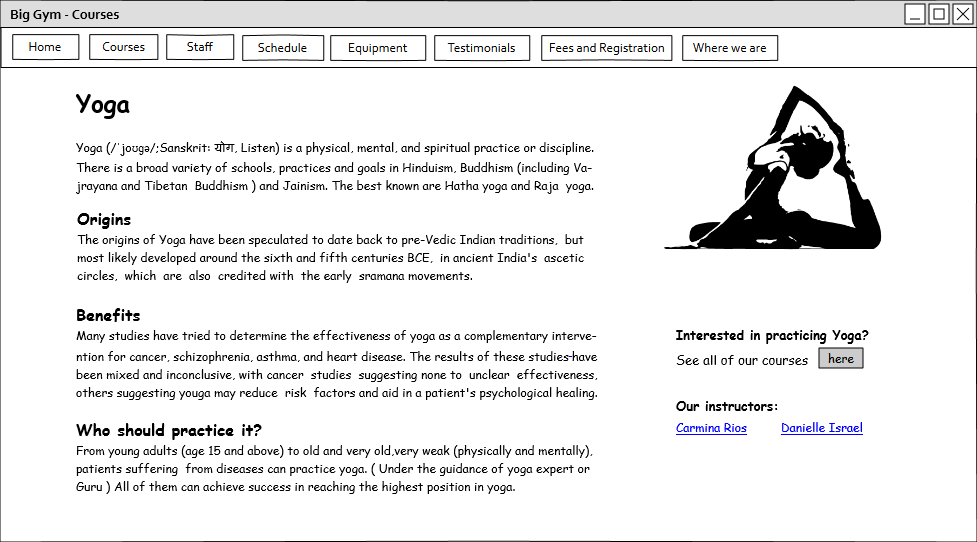 Big Gym - Courses
Home Courses Staff Schedule Equipment Testimonials Fees and Registration Where we are
Yoga
Yoga (/ˈjoʊɡə/;Sanskrit: योग, Listen) is a physical, mental, and spiritual practice or discipline.
There is a broad variety of schools, practices and goals in Hinduism, Buddhism (including Va-
jrayana and Tibetan Buddhism ) and Jainism. The best known are Hatha yoga and Raja yoga.
Origins
The origins of Yoga have been speculated to date back to pre-Vedic Indian traditions, but
most likely developed around the sixth and fifth centuries BCE, in ancient India's ascetic
circles, which are also credited with the early sramana movements.
Benefits
Many studies have tried to determine the effectiveness of yoga as a complementary interve-
ntion for cancer, schizophrenia, asthma, and heart disease. The results of these studies-have
been mixed and inconclusive, with cancer studies suggesting none to unclear effectiveness,
others suggesting youga may reduce risk factors and aid in a patient's psychological healing.
Who should practice it?
From young adults (age 15 and above) to old and very old,very weak (physically and mentally),
patients suffering from diseases can practice yoga. ( Under the guidance of yoga expert or
Guru ) All of them can achieve success in reaching the highest position in yoga.
Interested in practicing Yoga?
See all of our courses here
Our instructors:
Carmina Rios Danielle Israel